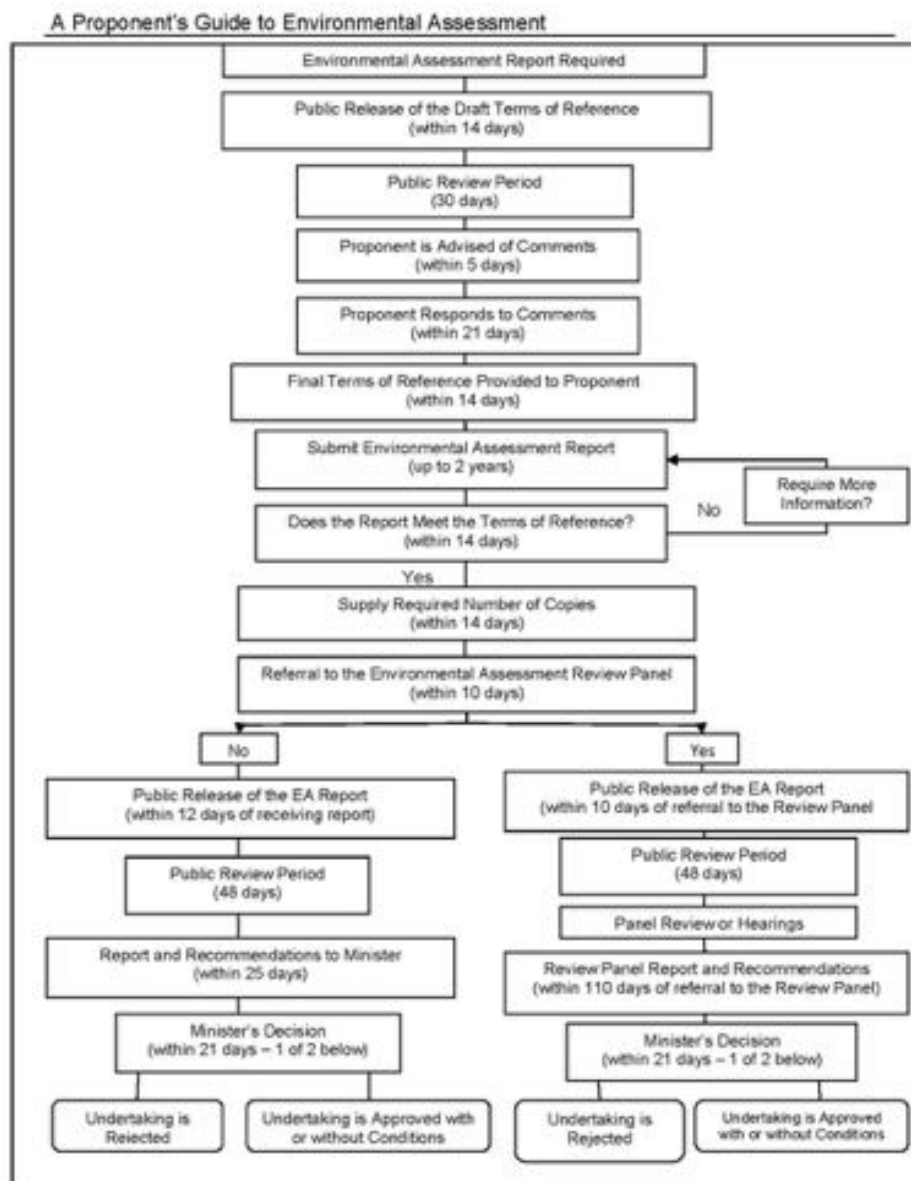 A Proponent's Guide to Environmental Assessment
Environmental Assessment Report Required
Public Release of the Draft Terms of Reference
(within 14 days)
Public Review Period
(30 days)
Proponent is Advised of Comments
(within 5 days)
Proponent Responds to Comments
(within 21 days)
Final Terms of Reference Provided to Proponent
(within 14 days)
Submit Environmental Assessment Report
(up to 2 years)
Require More
Information?
No
Does the Report Meet the Terms of Reference?
(within 14 days)
Yes
Supply Required Number of Copies
(within 14 days)
Referral to the Environmental Assessment Review Panel
(within 10 days)
No
Public Release of the EA Report
(within 12 days of receiving report)
Public Review Period
(48 days)
Report and Recommendations to Minister
(within 25 days)
Minister's Decision
(within 21 days – 1 of 2 below)
Undertaking is
Rejected
Undertaking is Approved with
or without Conditions
Yes
Public Release of the EA Report
(within 10 days of referral to the Review Panel
Public Review Period
(48 days)
Panel Review or Hearings
Review Panel Report and Recommendations
(within 110 days of referral to the Review Panel)
Minister's Decision
(within 21 days – 1 of 2 below)
Undertaking is
Rejected
Undertaking is Approved
with or without Conditions